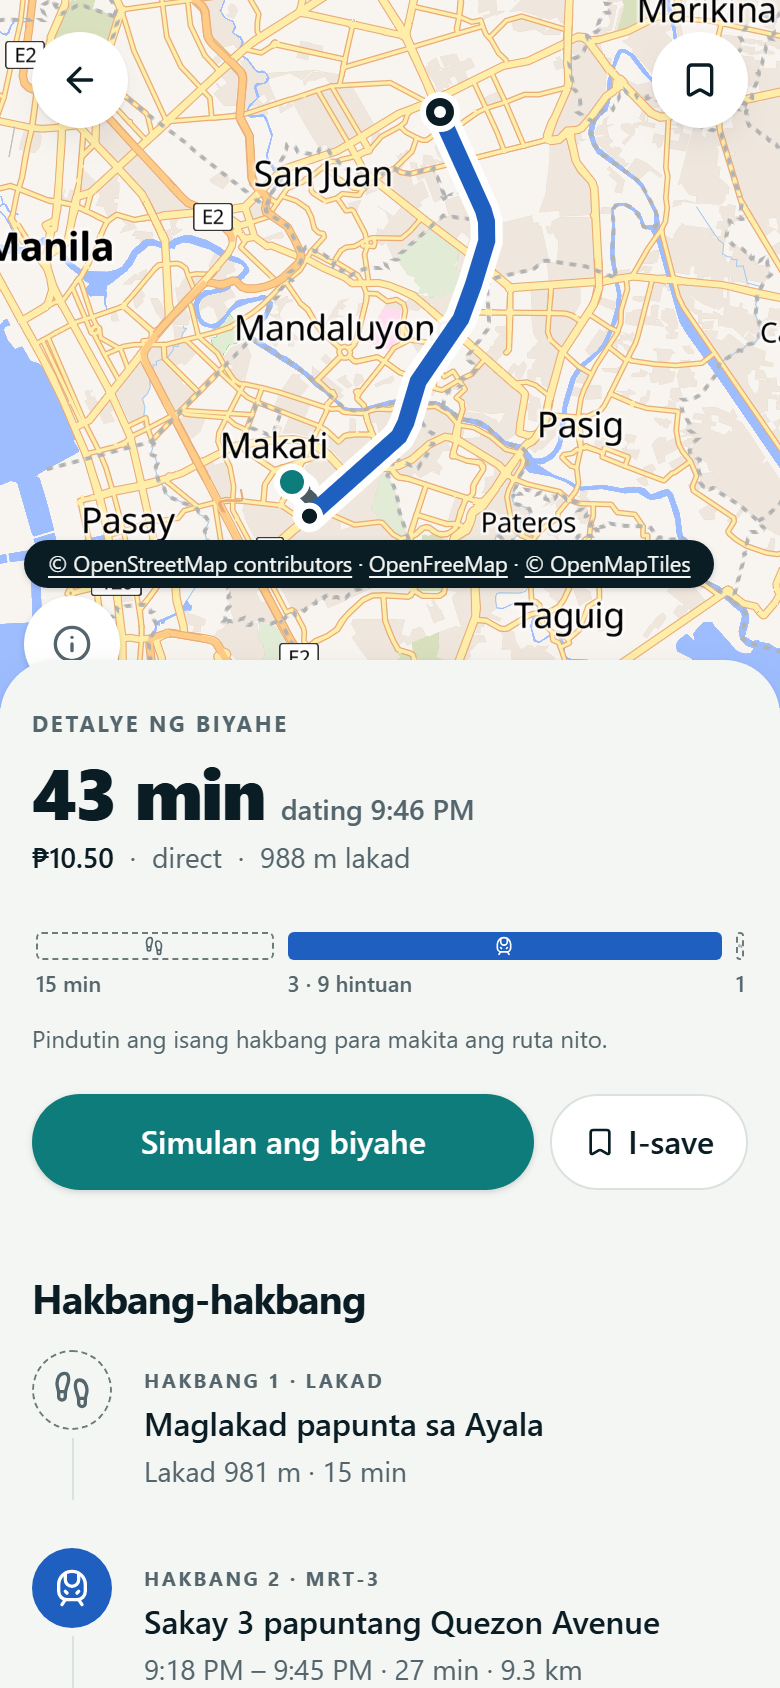 Marikina
E2
San Juan
E2
Manila
Mandaluyon
Makati
Pasig
Pasay
Pateros
© OpenStreetMap contributors · OpenFreeMap · © OpenMapTiles
Taguig
E2
DETALYE NG BIYAHE
43 min dating 9:46 PM
₱10.50 · direct · 988 m lakad
15 min
3 · 9 hintuan
1
Pindutin ang isang hakbang para makita ang ruta nito.
Simulan ang biyahe
I-save
Hakbang-hakbang
HAKBANG 1 · LAKAD
Maglakad papunta sa Ayala
Lakad 981 m · 15 min
HAKBANG 2 · MRT-3
Sakay 3 papuntang Quezon Avenue
9:18 PM – 9:45 PM · 27 min · 9.3 km